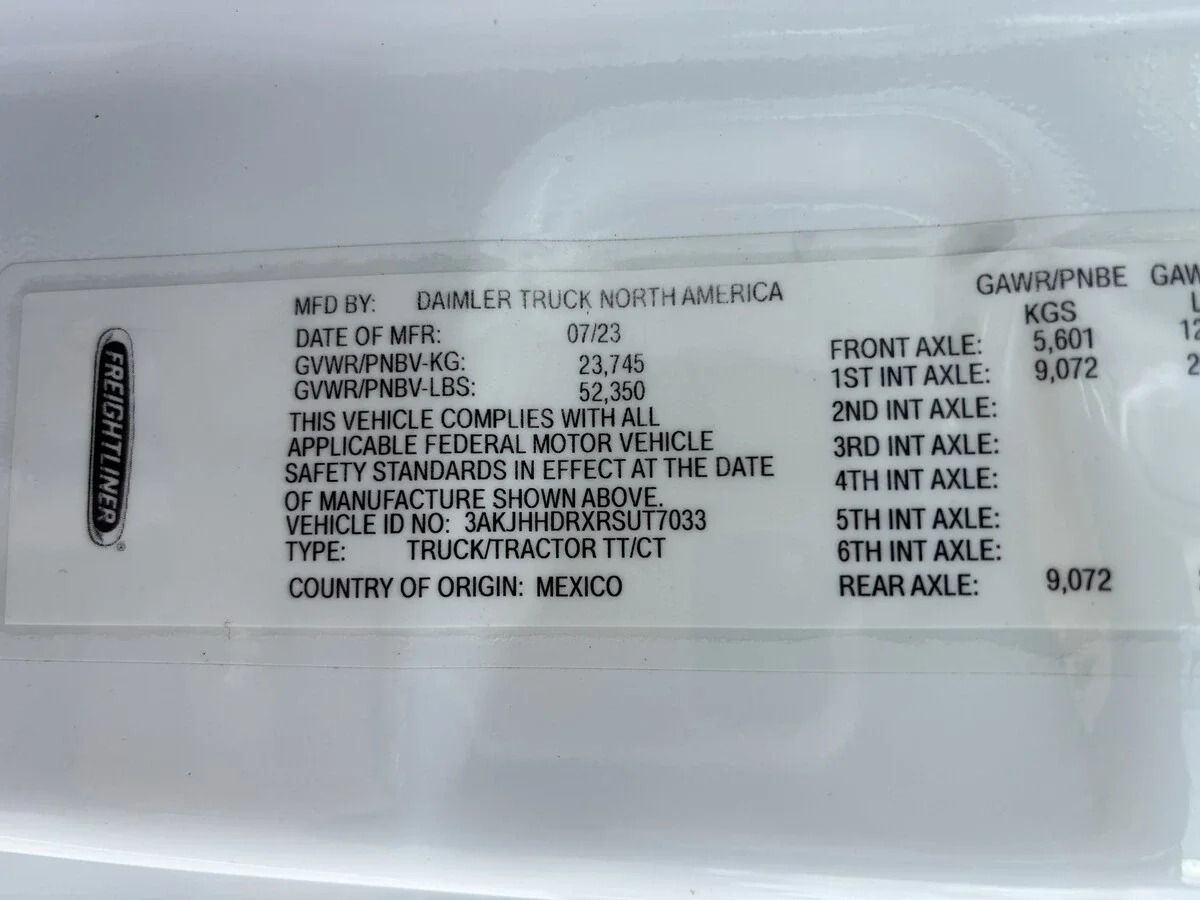 FREIGHTLINER
MFD BY: DAIMLER TRUCK NORTH AMERICA
DATE OF MFR: 07/23
GVWR/PNBV-KG: 23,745
GVWR/PNBV-LBS: 52,350
THIS VEHICLE COMPLIES WITH ALL
APPLICABLE FEDERAL MOTOR VEHICLE
SAFETY STANDARDS IN EFFECT AT THE DATE
OF MANUFACTURE SHOWN ABOVE.
VEHICLE ID NO: 3AKJHHDRXRSUT7033
TYPE: TRUCK/TRACTOR TT/CT
COUNTRY OF ORIGIN: MEXICO
GAWR/PNBE
KGS
FRONT AXLE: 5,601
1ST INT AXLE: 9,072
2ND INT AXLE:
3RD INT AXLE:
4TH INT AXLE:
5TH INT AXLE:
6TH INT AXLE:
REAR AXLE: 9,072